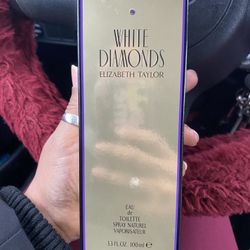 WHITE
DIAMONDS
ELIZABETH TAYLOR
EAU
de
TOILETTE
SPRAY NATUREL
VAPORISATEUR
3.3 FL.OZ. 100ml e